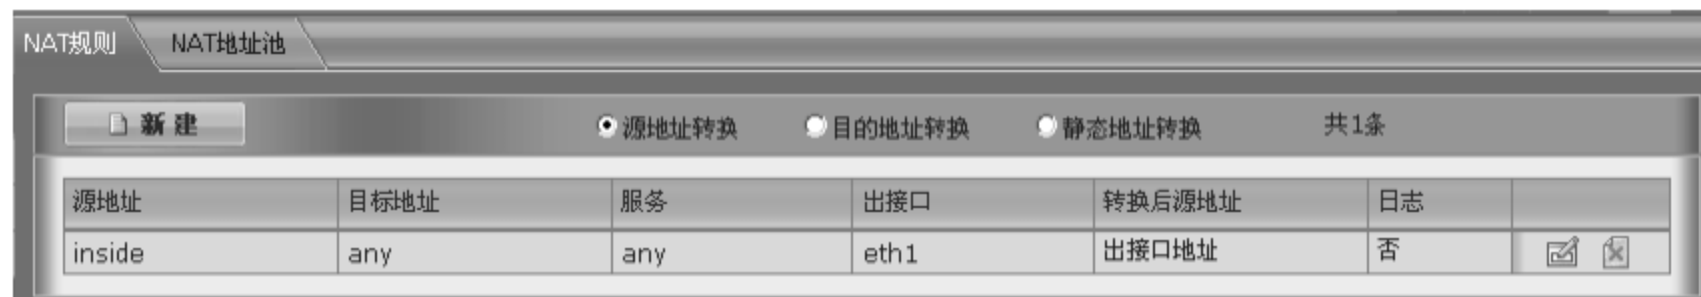 NAT规则 NAT地址池
新建 源地址转换 目的地址转换 静态地址转换 共1条
源地址 目标地址 服务 出接口 转换后源地址 日志
inside any any eth1 出接口地址 否